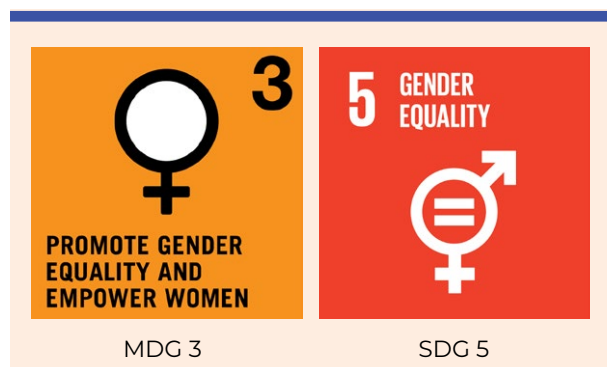 3
PROMOTE GENDER
EQUALITY AND
EMPOWER WOMEN
MDG 3
5 GENDER
EQUALITY
SDG 5